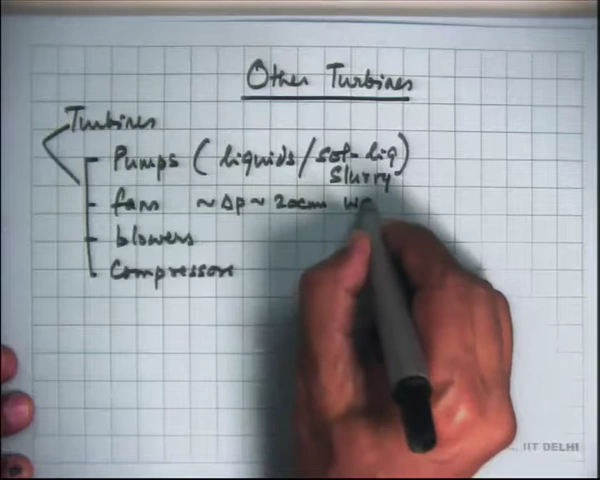 Other Turbines
Turbines
Pumps (liquids/sol-liq)
Slurry
fans ~ Δp ~ 20cm
blowers
Compressors
IIT DELHI